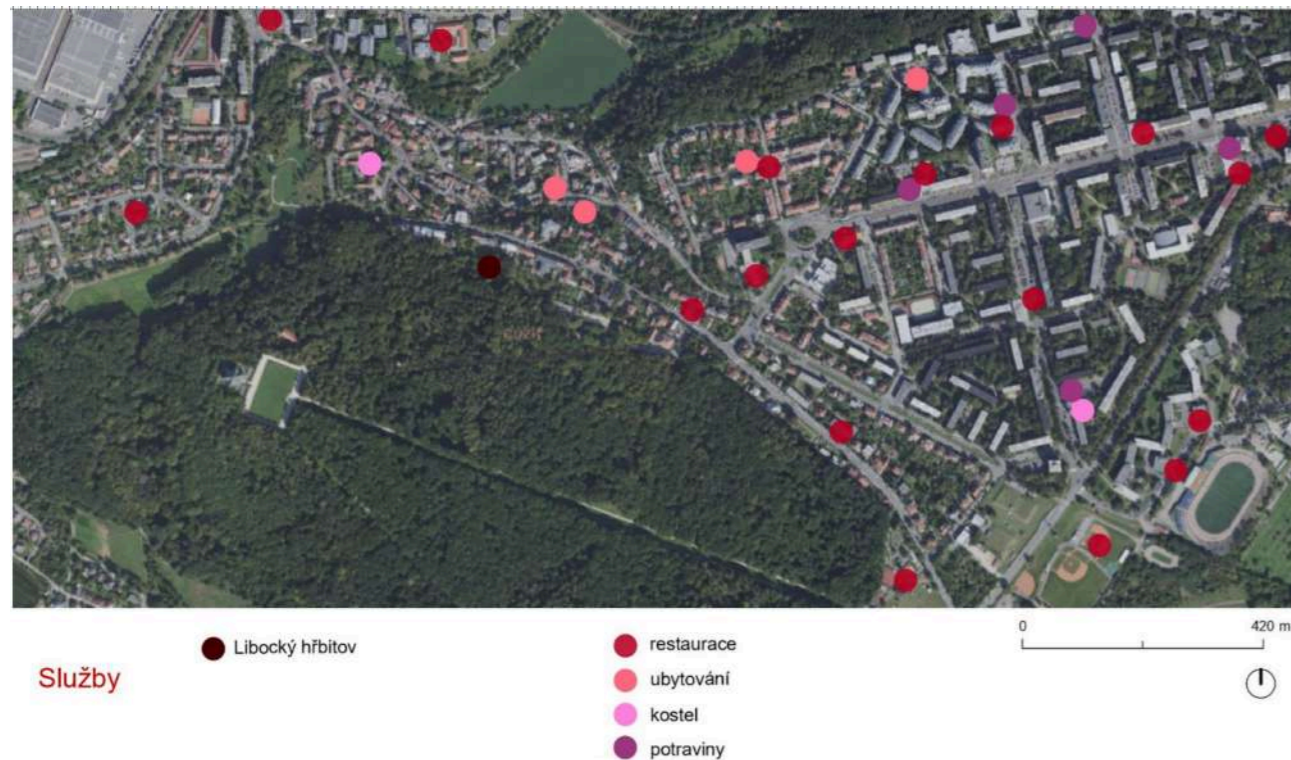 0 420 m
Libocký hřbitov
Služby
restaurace
ubytování
kostel
potraviny